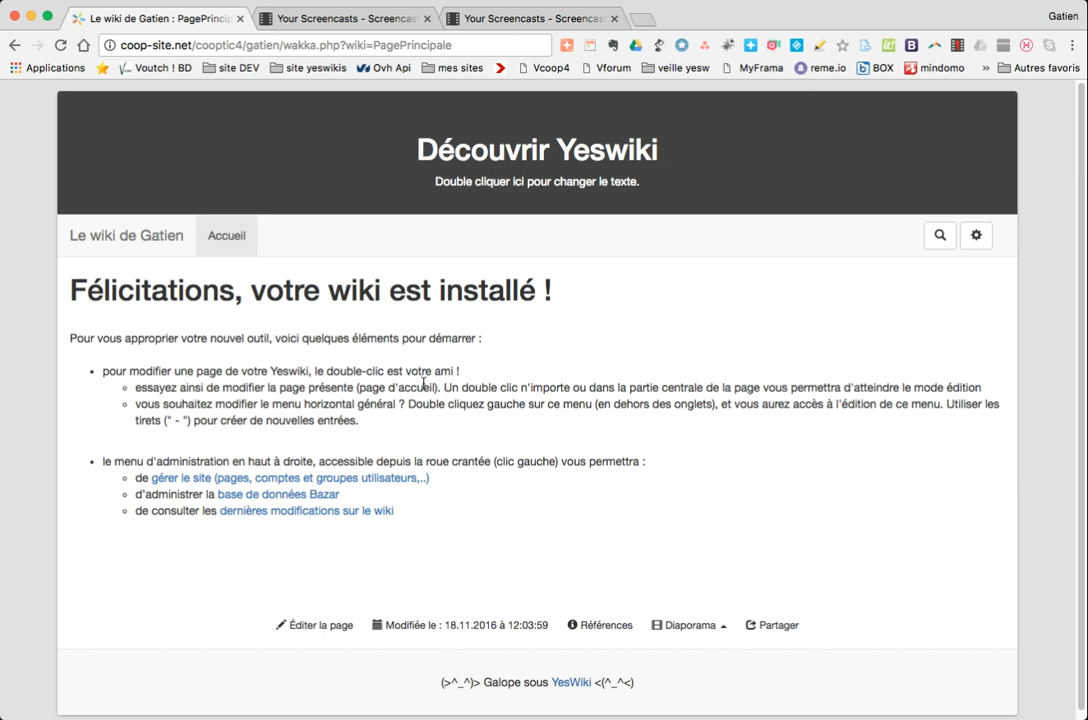 Le wiki de Gatien : PagePrincip
Your Screencasts - Screencas
Your Screencasts - Screencas
Gatien
coop-site.net/cooptic4/gatien/wakka.php?wiki=PagePrincipale
Applications Voutch ! BD site DEV site yeswikis Ovh Api mes sites Vcoop4 Vforum veille yesw MyFrama reme.io BOX mindomo » Autres favoris
Découvrir Yeswiki
Double cliquer ici pour changer le texte.
Le wiki de Gatien Accueil
Félicitations, votre wiki est installé !
Pour vous approprier votre nouvel outil, voici quelques éléments pour démarrer :
• pour modifier une page de votre Yeswiki, le double-clic est votre ami !
◦ essayez ainsi de modifier la page présente (page d'accueil). Un double clic n'importe ou dans la partie centrale de la page vous permettra d'atteindre le mode édition
◦ vous souhaitez modifier le menu horizontal général ? Double cliquez gauche sur ce menu (en dehors des onglets), et vous aurez accès à l'édition de ce menu. Utiliser les
tirets (" - ") pour créer de nouvelles entrées.
• le menu d'administration en haut à droite, accessible depuis la roue crantée (clic gauche) vous permettra :
◦ de gérer le site (pages, comptes et groupes utilisateurs,..)
◦ d'administrer la base de données Bazar
◦ de consulter les dernières modifications sur le wiki
Éditer la page Modifiée le : 18.11.2016 à 12:03:59 Références Diaporama Partager
(>^_^)> Galope sous YesWiki <(^_^<)